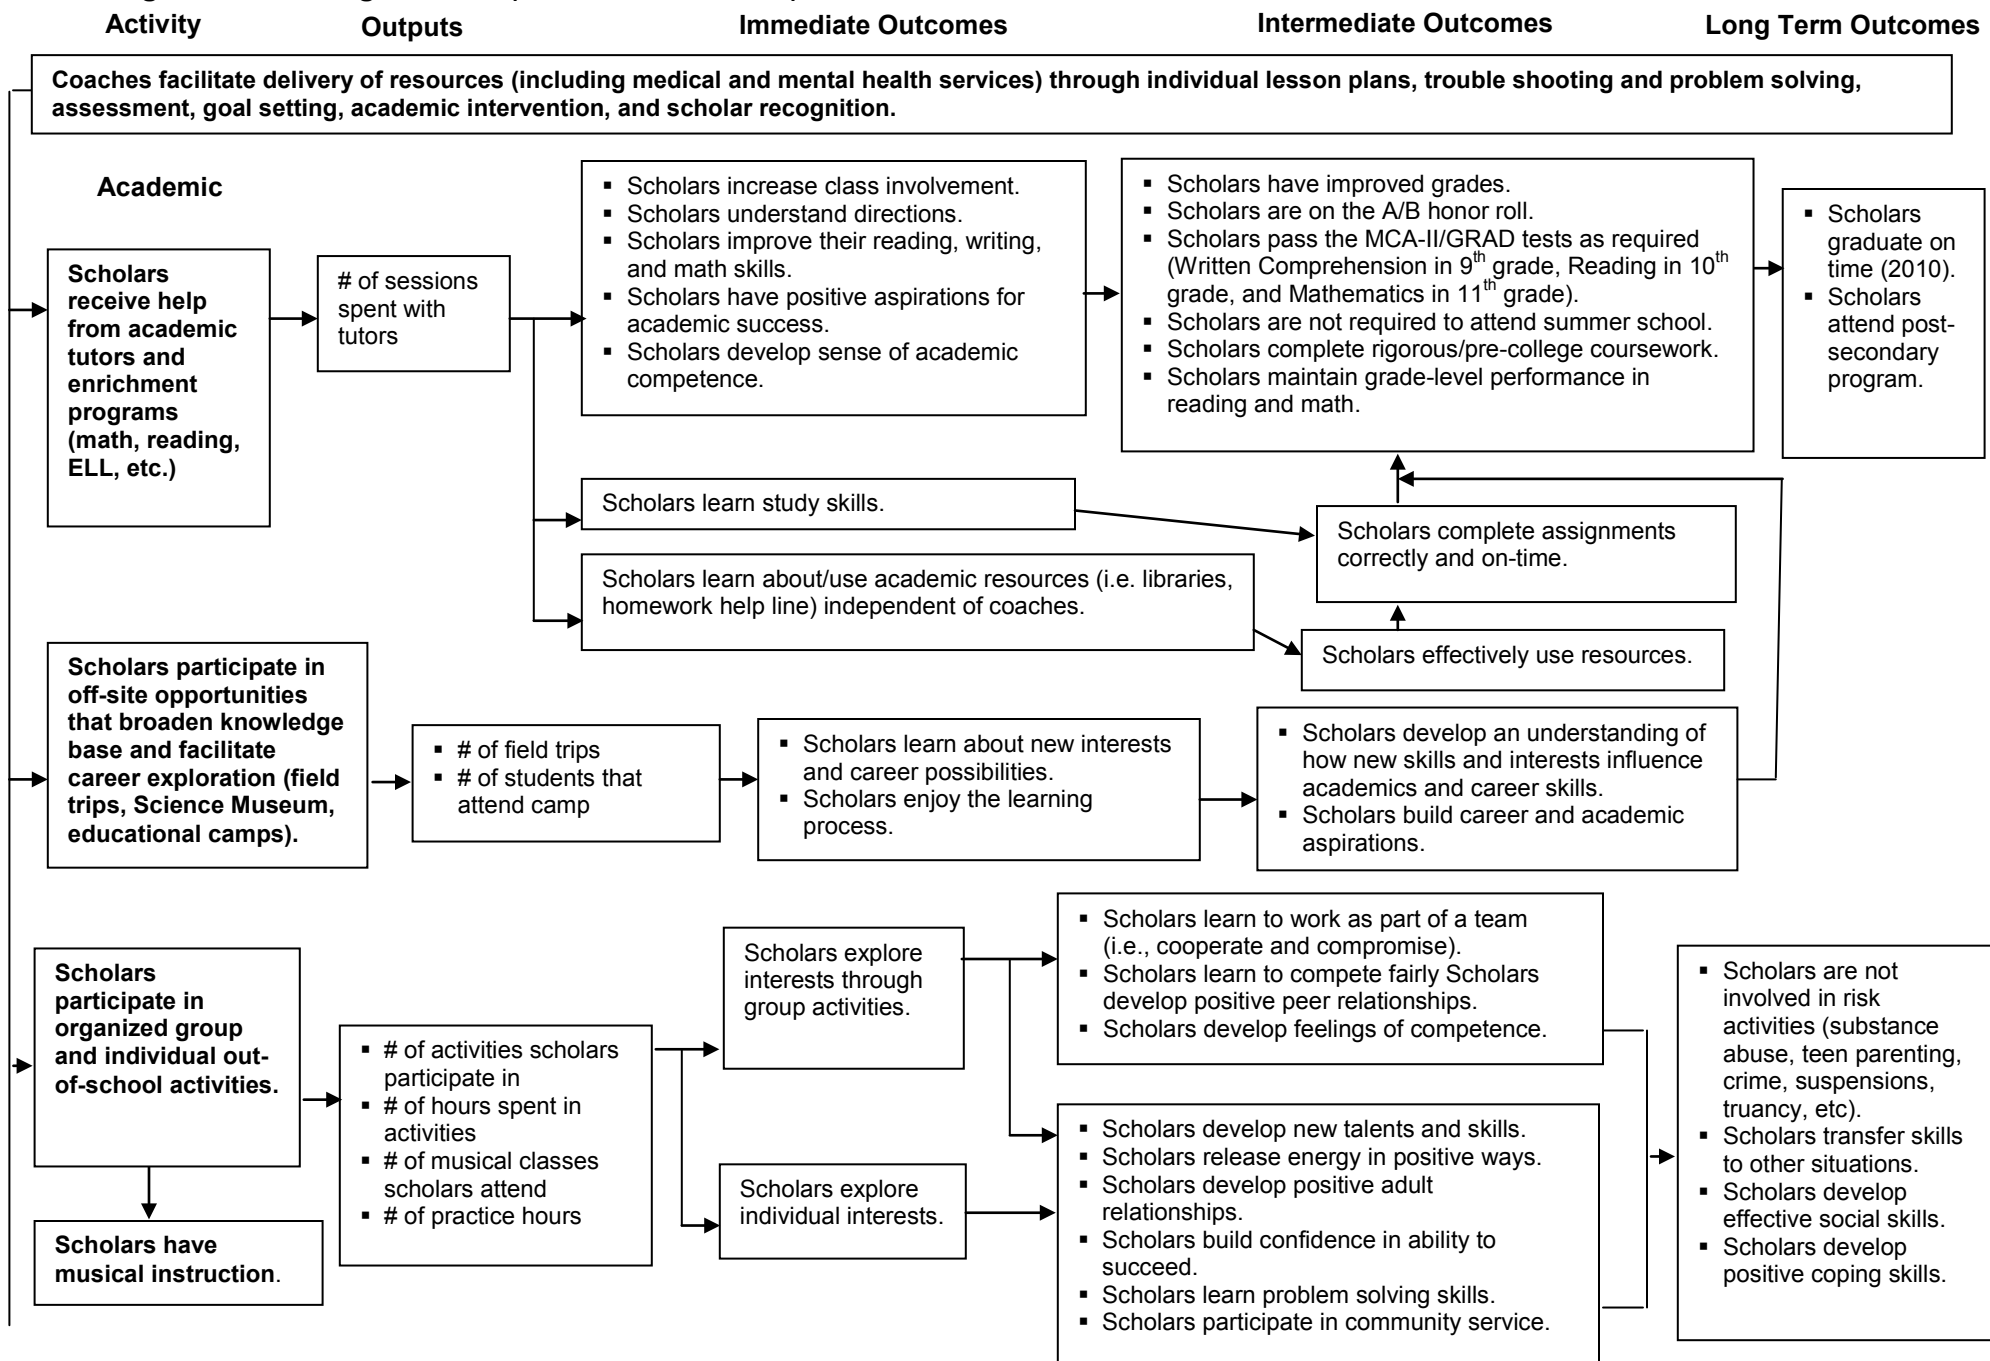 Activity
Outputs
Immediate Outcomes
Intermediate Outcomes
Long Term Outcomes
Coaches facilitate delivery of resources (including medical and mental health services) through individual lesson plans, trouble shooting and problem solving,
assessment, goal setting, academic intervention, and scholar recognition.
Academic
Scholars
receive help
from academic
tutors and
enrichment
programs
(math, reading,
ELL, etc.)
# of sessions
spent with
tutors
▪ Scholars increase class involvement.
▪ Scholars understand directions.
▪ Scholars improve their reading, writing,
and math skills.
▪ Scholars have positive aspirations for
academic success.
▪ Scholars develop sense of academic
competence.
▪ Scholars have improved grades.
▪ Scholars are on the A/B honor roll.
▪ Scholars pass the MCA-II/GRAD tests as required
(Written Comprehension in 9th grade, Reading in 10th
grade, and Mathematics in 11th grade).
▪ Scholars are not required to attend summer school.
▪ Scholars complete rigorous/pre-college coursework.
▪ Scholars maintain grade-level performance in
reading and math.
▪ Scholars
graduate on
time (2010).
▪ Scholars
attend post-
secondary
program.
Scholars learn study skills.
Scholars complete assignments
correctly and on-time.
Scholars learn about/use academic resources (i.e. libraries,
homework help line) independent of coaches.
Scholars effectively use resources.
Scholars participate in
off-site opportunities
that broaden knowledge
base and facilitate
career exploration (field
trips, Science Museum,
educational camps).
▪ # of field trips
▪ # of students that
attend camp
▪ Scholars learn about new interests
and career possibilities.
▪ Scholars enjoy the learning
process.
▪ Scholars develop an understanding of
how new skills and interests influence
academics and career skills.
▪ Scholars build career and academic
aspirations.
Scholars
participate in
organized group
and individual out-
of-school activities.
Scholars have
musical instruction.
▪ # of activities scholars
participate in
▪ # of hours spent in
activities
▪ # of musical classes
scholars attend
▪ # of practice hours
Scholars explore
interests through
group activities.
Scholars explore
individual interests.
▪ Scholars learn to work as part of a team
(i.e., cooperate and compromise).
▪ Scholars learn to compete fairly Scholars
develop positive peer relationships.
▪ Scholars develop feelings of competence.
▪ Scholars develop new talents and skills.
▪ Scholars release energy in positive ways.
▪ Scholars develop positive adult
relationships.
▪ Scholars build confidence in ability to
succeed.
▪ Scholars learn problem solving skills.
▪ Scholars participate in community service.
▪ Scholars are not
involved in risk
activities (substance
abuse, teen parenting,
crime, suspensions,
truancy, etc).
▪ Scholars transfer skills
to other situations.
▪ Scholars develop
effective social skills.
▪ Scholars develop
positive coping skills.